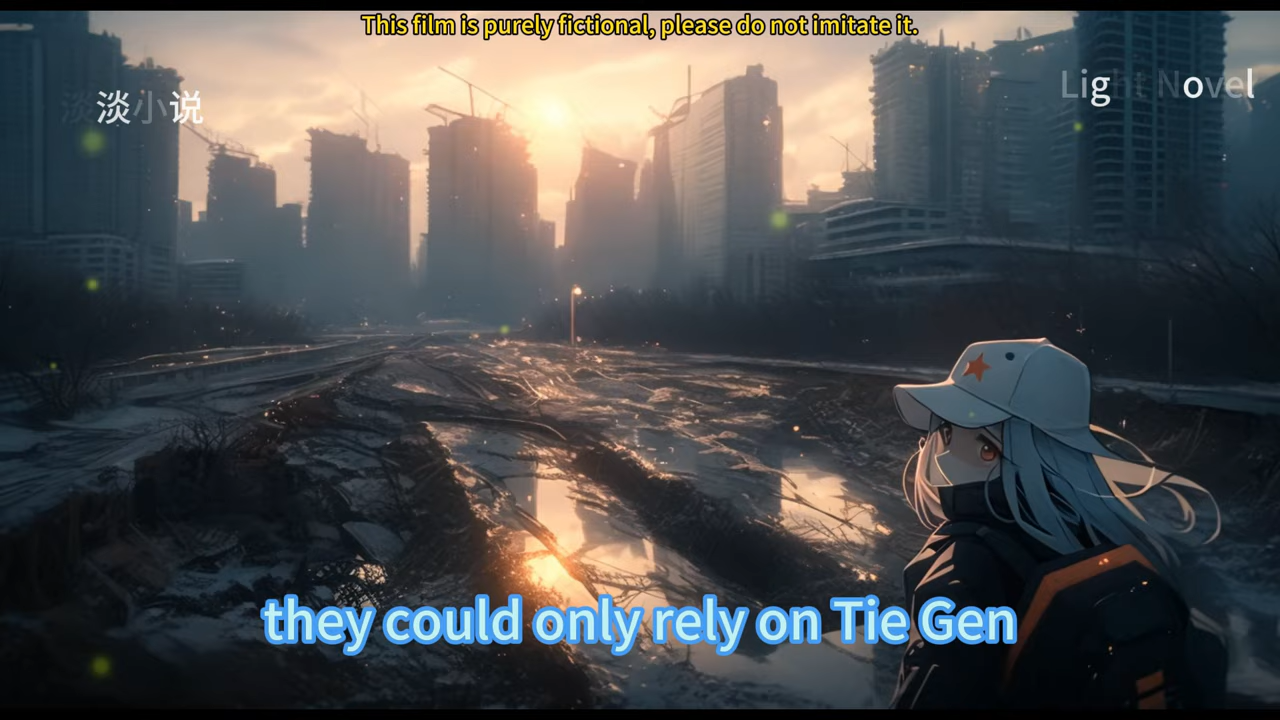 This film is purely fictional, please do not imitate it.
淡淡小说
Light Novel
they could only rely on Tie Gen